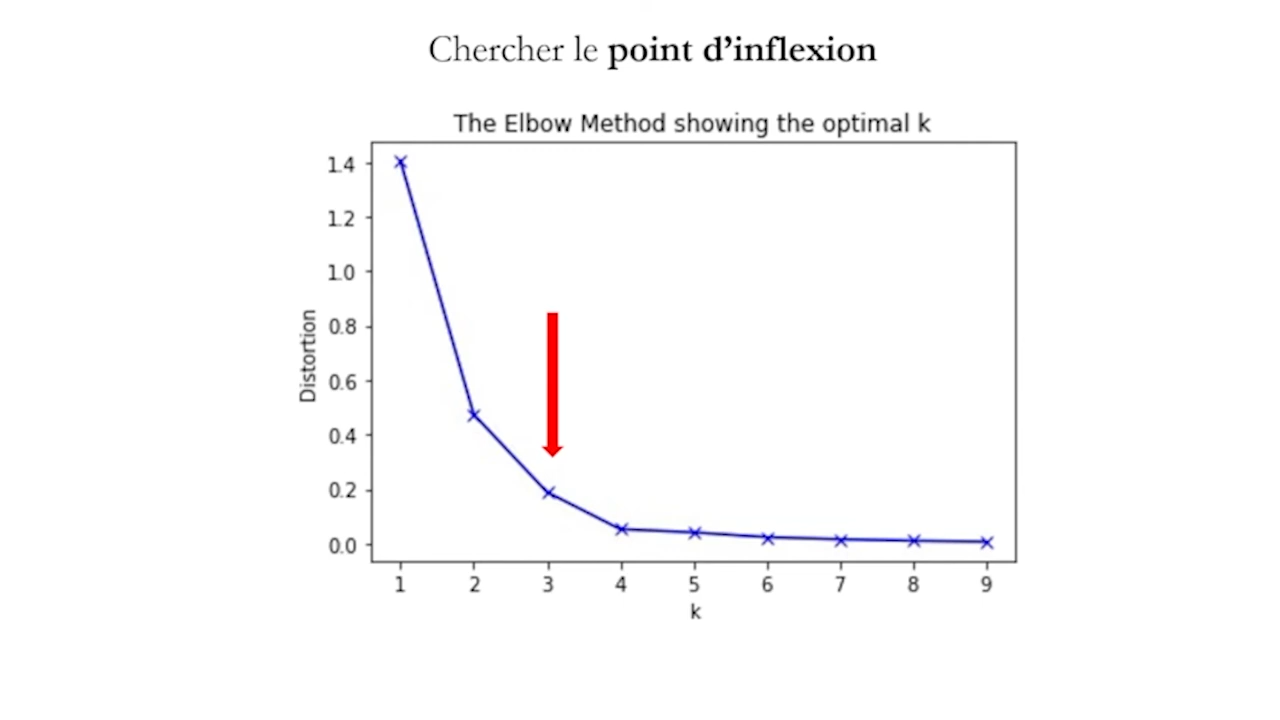 Chercher le point d’inflexion
The Elbow Method showing the optimal k
1.4
1.2
1.0
0.8
0.6
0.4
0.2
0.0
Distortion
1 2 3 4 5 6 7 8 9
k